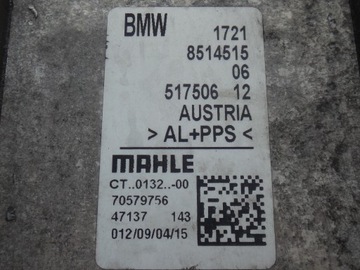 BMW 1721
8514515
06
517506 12
AUSTRIA
> AL+PPS <
MAHLE
CT..0132..-00
70579756
47137 143
012/09/04/15